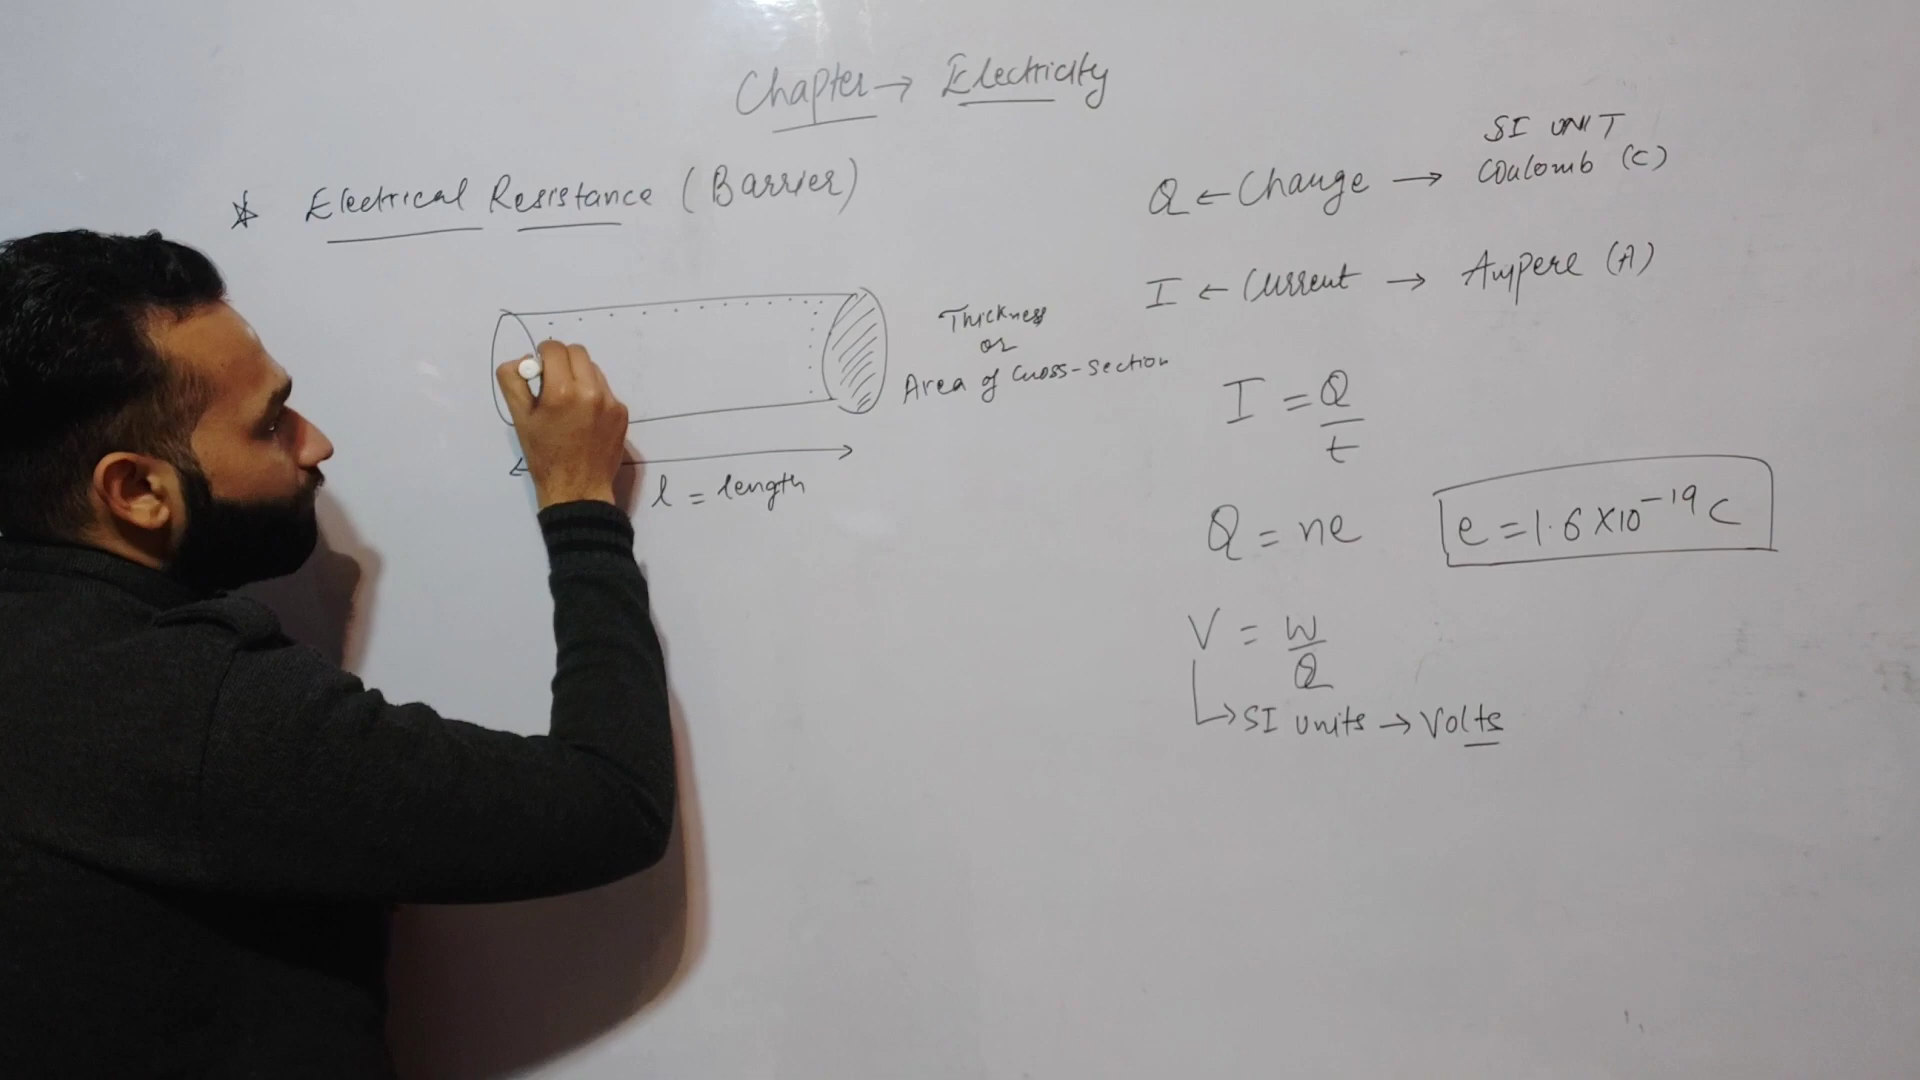 Chapter → Electricity
☆ Electrical Resistance (Barrier)
Thickness
or
Area of Cross-section
l = length
SI UNIT
Q ← Charge → Coulomb (C)
I ← Current → Ampere (A)
I = Q/t
Q = ne
e = 1.6 X10⁻¹⁹ C
V = W/Q
↳ SI units → Volts